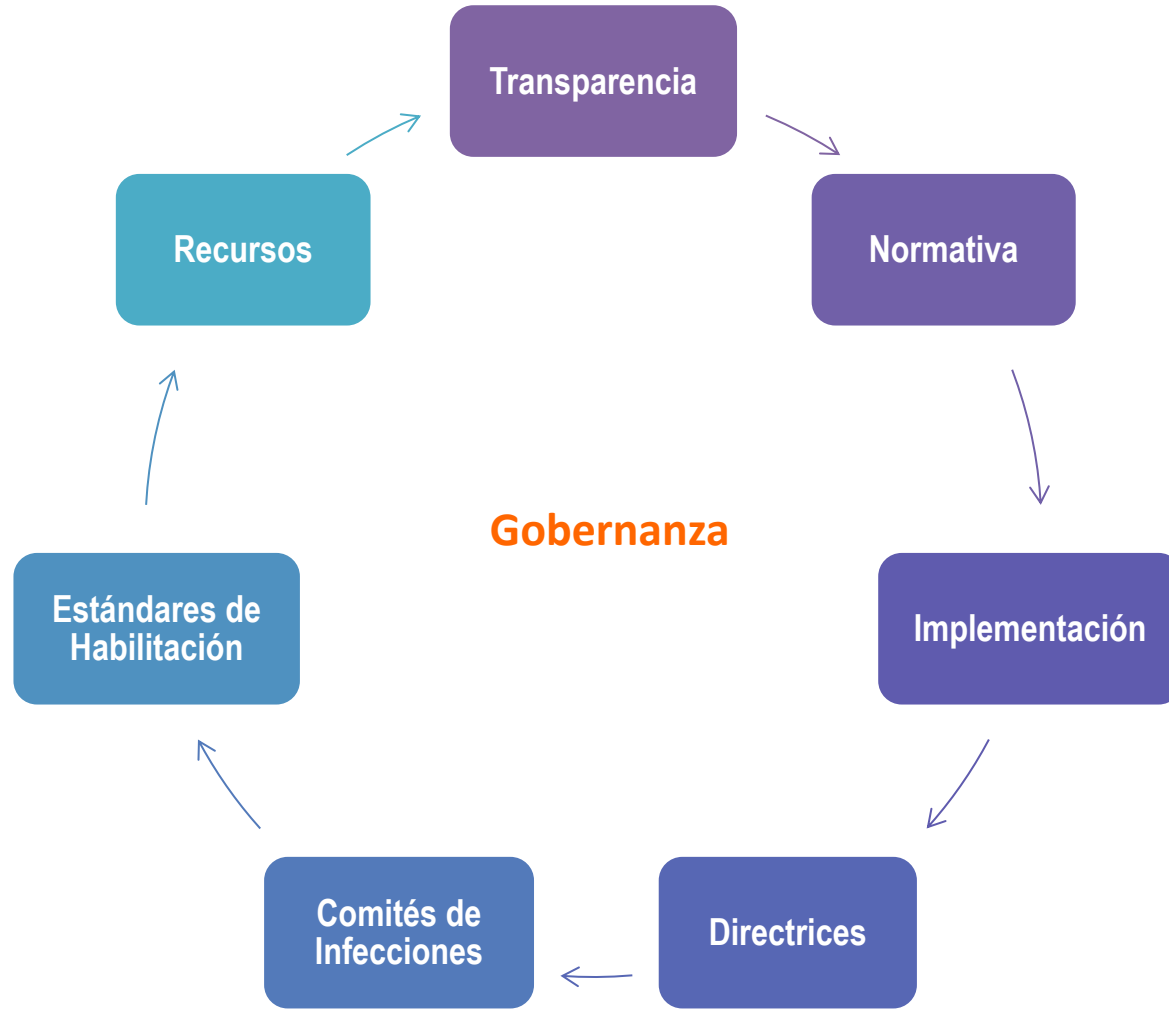 Transparencia
Normativa
Implementación
Directrices
Comités de
Infecciones
Estándares de
Habilitación
Recursos
Gobernanza